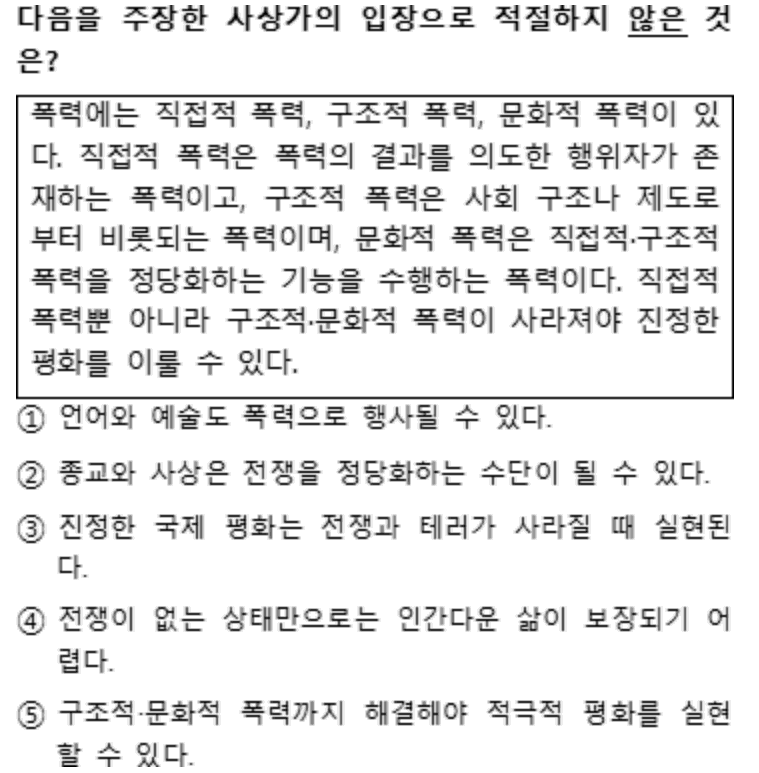 다음을 주장한 사상가의 입장으로 적절하지 않은 것
은?
폭력에는 직접적 폭력, 구조적 폭력, 문화적 폭력이 있
다. 직접적 폭력은 폭력의 결과를 의도한 행위자가 존
재하는 폭력이고, 구조적 폭력은 사회 구조나 제도로
부터 비롯되는 폭력이며, 문화적 폭력은 직접적·구조적
폭력을 정당화하는 기능을 수행하는 폭력이다. 직접적
폭력뿐 아니라 구조적·문화적 폭력이 사라져야 진정한
평화를 이룰 수 있다.
① 언어와 예술도 폭력으로 행사될 수 있다.
② 종교와 사상은 전쟁을 정당화하는 수단이 될 수 있다.
③ 진정한 국제 평화는 전쟁과 테러가 사라질 때 실현된
다.
④ 전쟁이 없는 상태만으로는 인간다운 삶이 보장되기 어
렵다.
⑤ 구조적·문화적 폭력까지 해결해야 적극적 평화를 실현
할 수 있다.